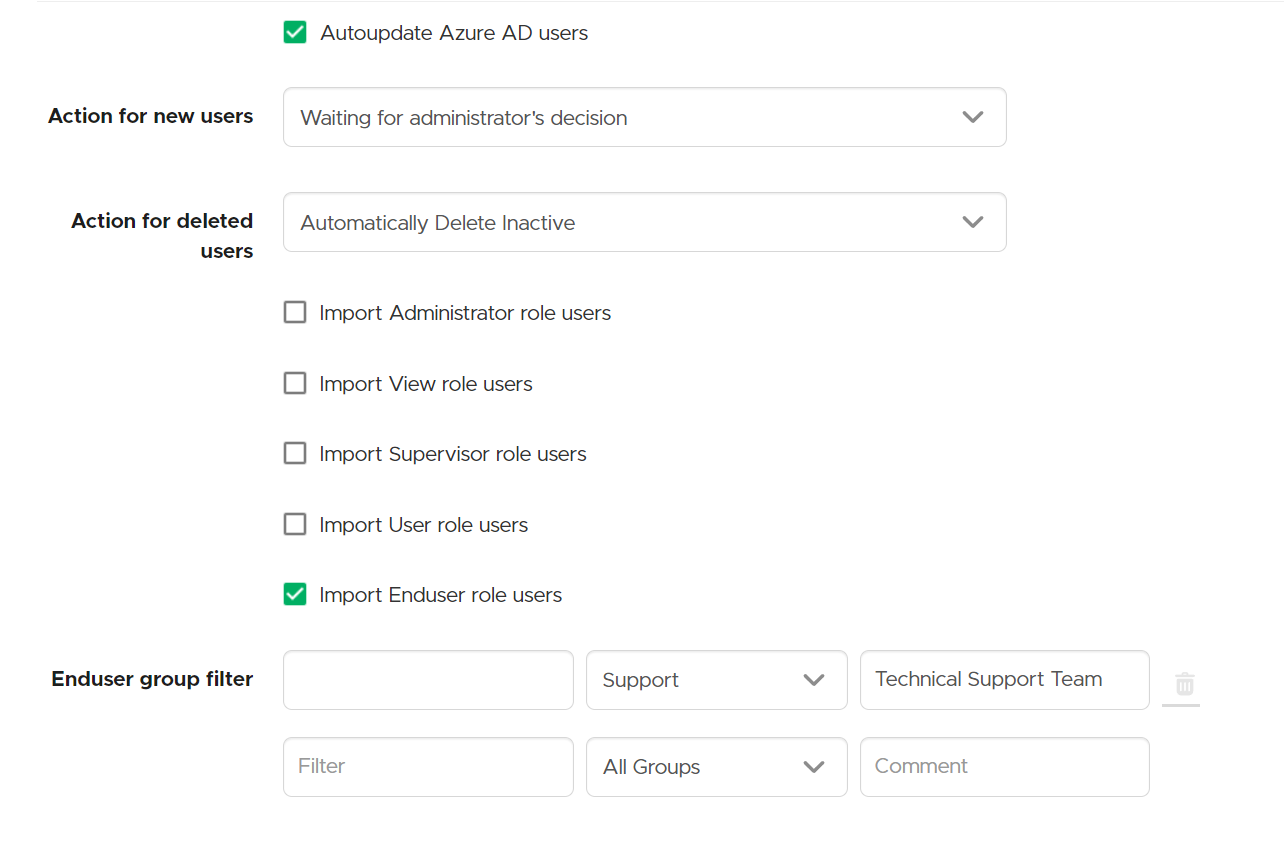 Autoupdate Azure AD users
Action for new users
Waiting for administrator's decision
Action for deleted
users
Automatically Delete Inactive
Import Administrator role users
Import View role users
Import Supervisor role users
Import User role users
Import Enduser role users
Enduser group filter
Support
Technical Support Team
Filter
All Groups
Comment